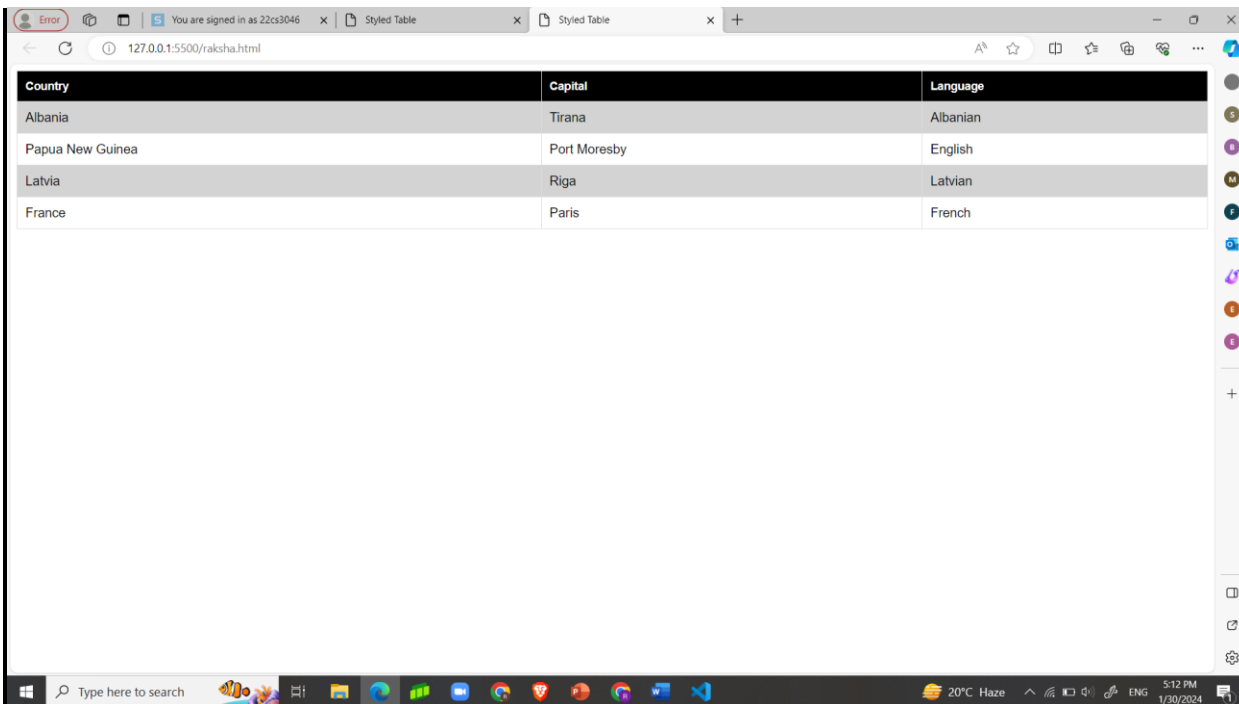 Error You are signed in as 22cs3046 Styled Table Styled Table
127.0.0.1:5500/raksha.html
Country Capital Language
Albania Tirana Albanian
Papua New Guinea Port Moresby English
Latvia Riga Latvian
France Paris French
Type here to search 20°C Haze ENG 5:12 PM
1/30/2024